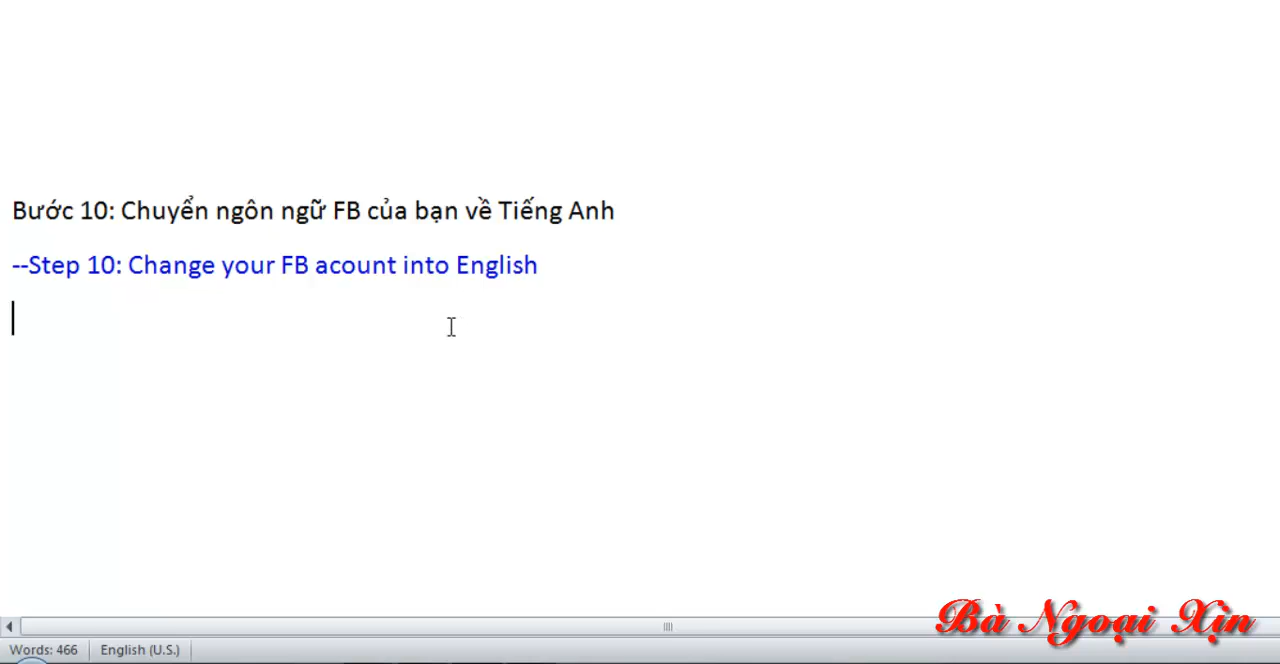 Bước 10: Chuyển ngôn ngữ FB của bạn về Tiếng Anh
--Step 10: Change your FB acount into English
Bà Ngoại Xịn
Words: 466 English (U.S.)